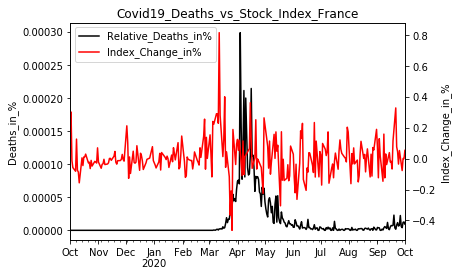 Covid19_Deaths_vs_Stock_Index_France
Relative_Deaths_in%
Index_Change_in%
Deaths_in_%
0.00030
0.00025
0.00020
0.00015
0.00010
0.00005
0.00000
Index_Change_in_%
0.8
0.6
0.4
0.2
0.0
−0.2
−0.4
Oct Nov Dec Jan Feb Mar Apr May Jun Jul Aug Sep Oct
2020